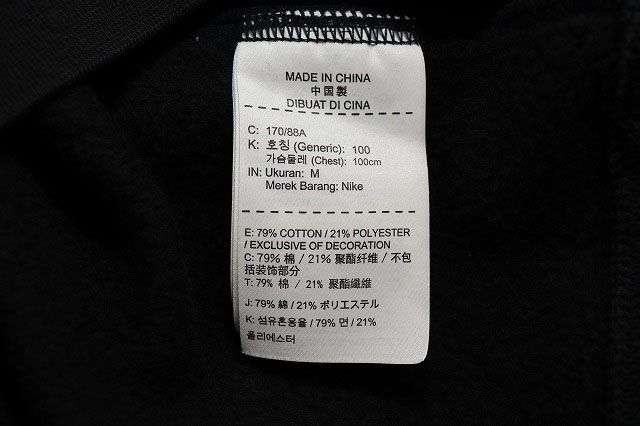 MADE IN CHINA
中国製
DIBUAT DI CINA
C: 170/88A
K: 호칭 (Generic): 100
가슴둘레 (Chest): 100cm
IN: Ukuran: M
Merek Barang: Nike
E: 79% COTTON / 21% POLYESTER
/ EXCLUSIVE OF DECORATION
C: 79% 棉 / 21% 聚酯纤维 / 不包
括装饰部分
T: 79% 棉 / 21% 聚酯纖維
J: 79% 綿 / 21% ポリエステル
K: 섬유혼용율 / 79% 면 / 21%
폴리에스터